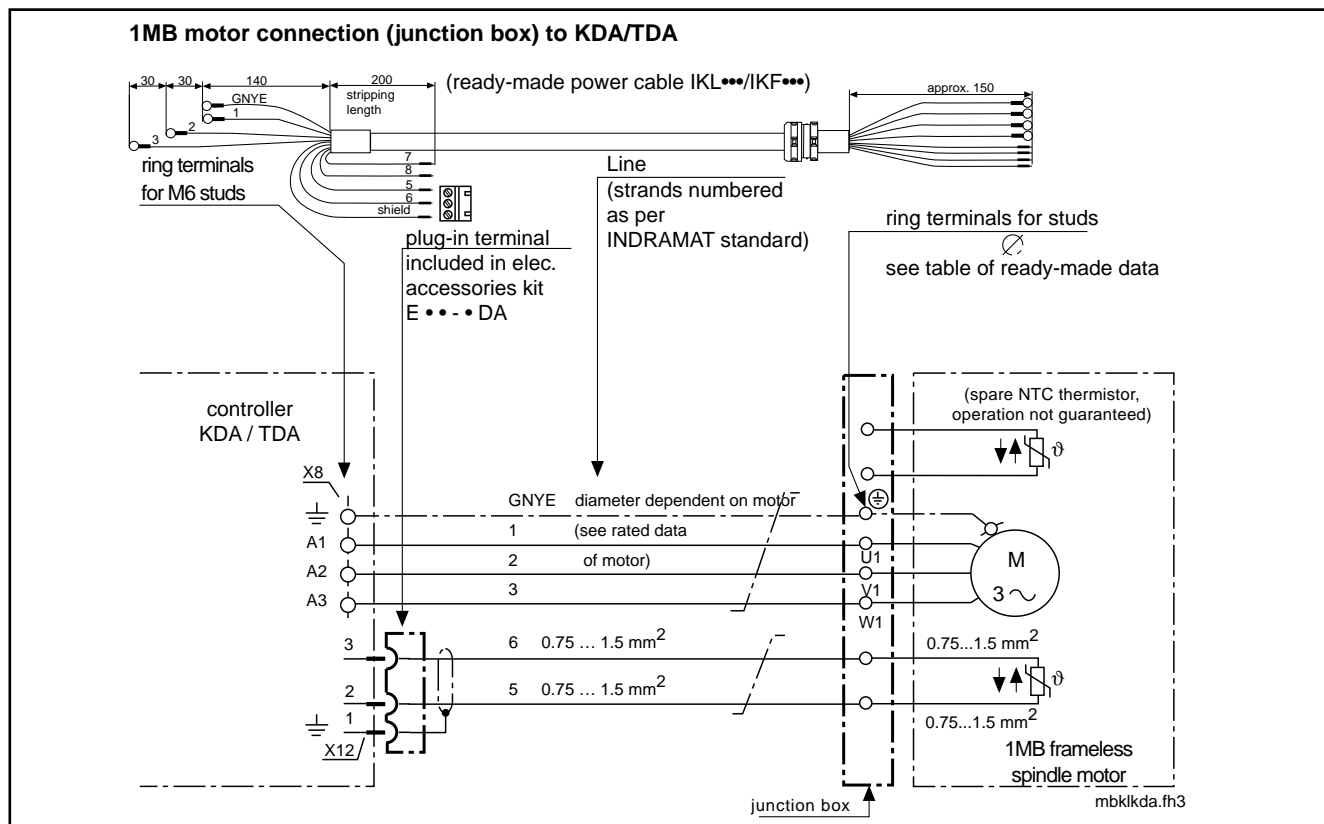 1MB motor connection (junction box) to KDA/TDA
30 30 140 200
(ready-made power cable IKL•••/IKF•••)
approx. 150
GNYE
stripping
length
1
2
3
7
8
5
6
shield
ring terminals
for M6 studs
Line
(strands numbered
as per
INDRAMAT standard)
ring terminals for studs
see table of ready-made data
plug-in terminal
included in elec.
accessories kit
E • • - • DA
controller
KDA / TDA
(spare NTC thermistor,
operation not guaranteed)
ϑ
X8
GNYE diameter dependent on motor
A1 1 (see rated data
U1
A2 2 of motor)
V1
A3 3
W1
M
3
3 6 0.75 ... 1.5 mm²
0.75...1.5 mm²
ϑ
2 5 0.75 ... 1.5 mm²
0.75...1.5 mm²
1
X12
1MB frameless
spindle motor
junction box
mbklkda.fh3